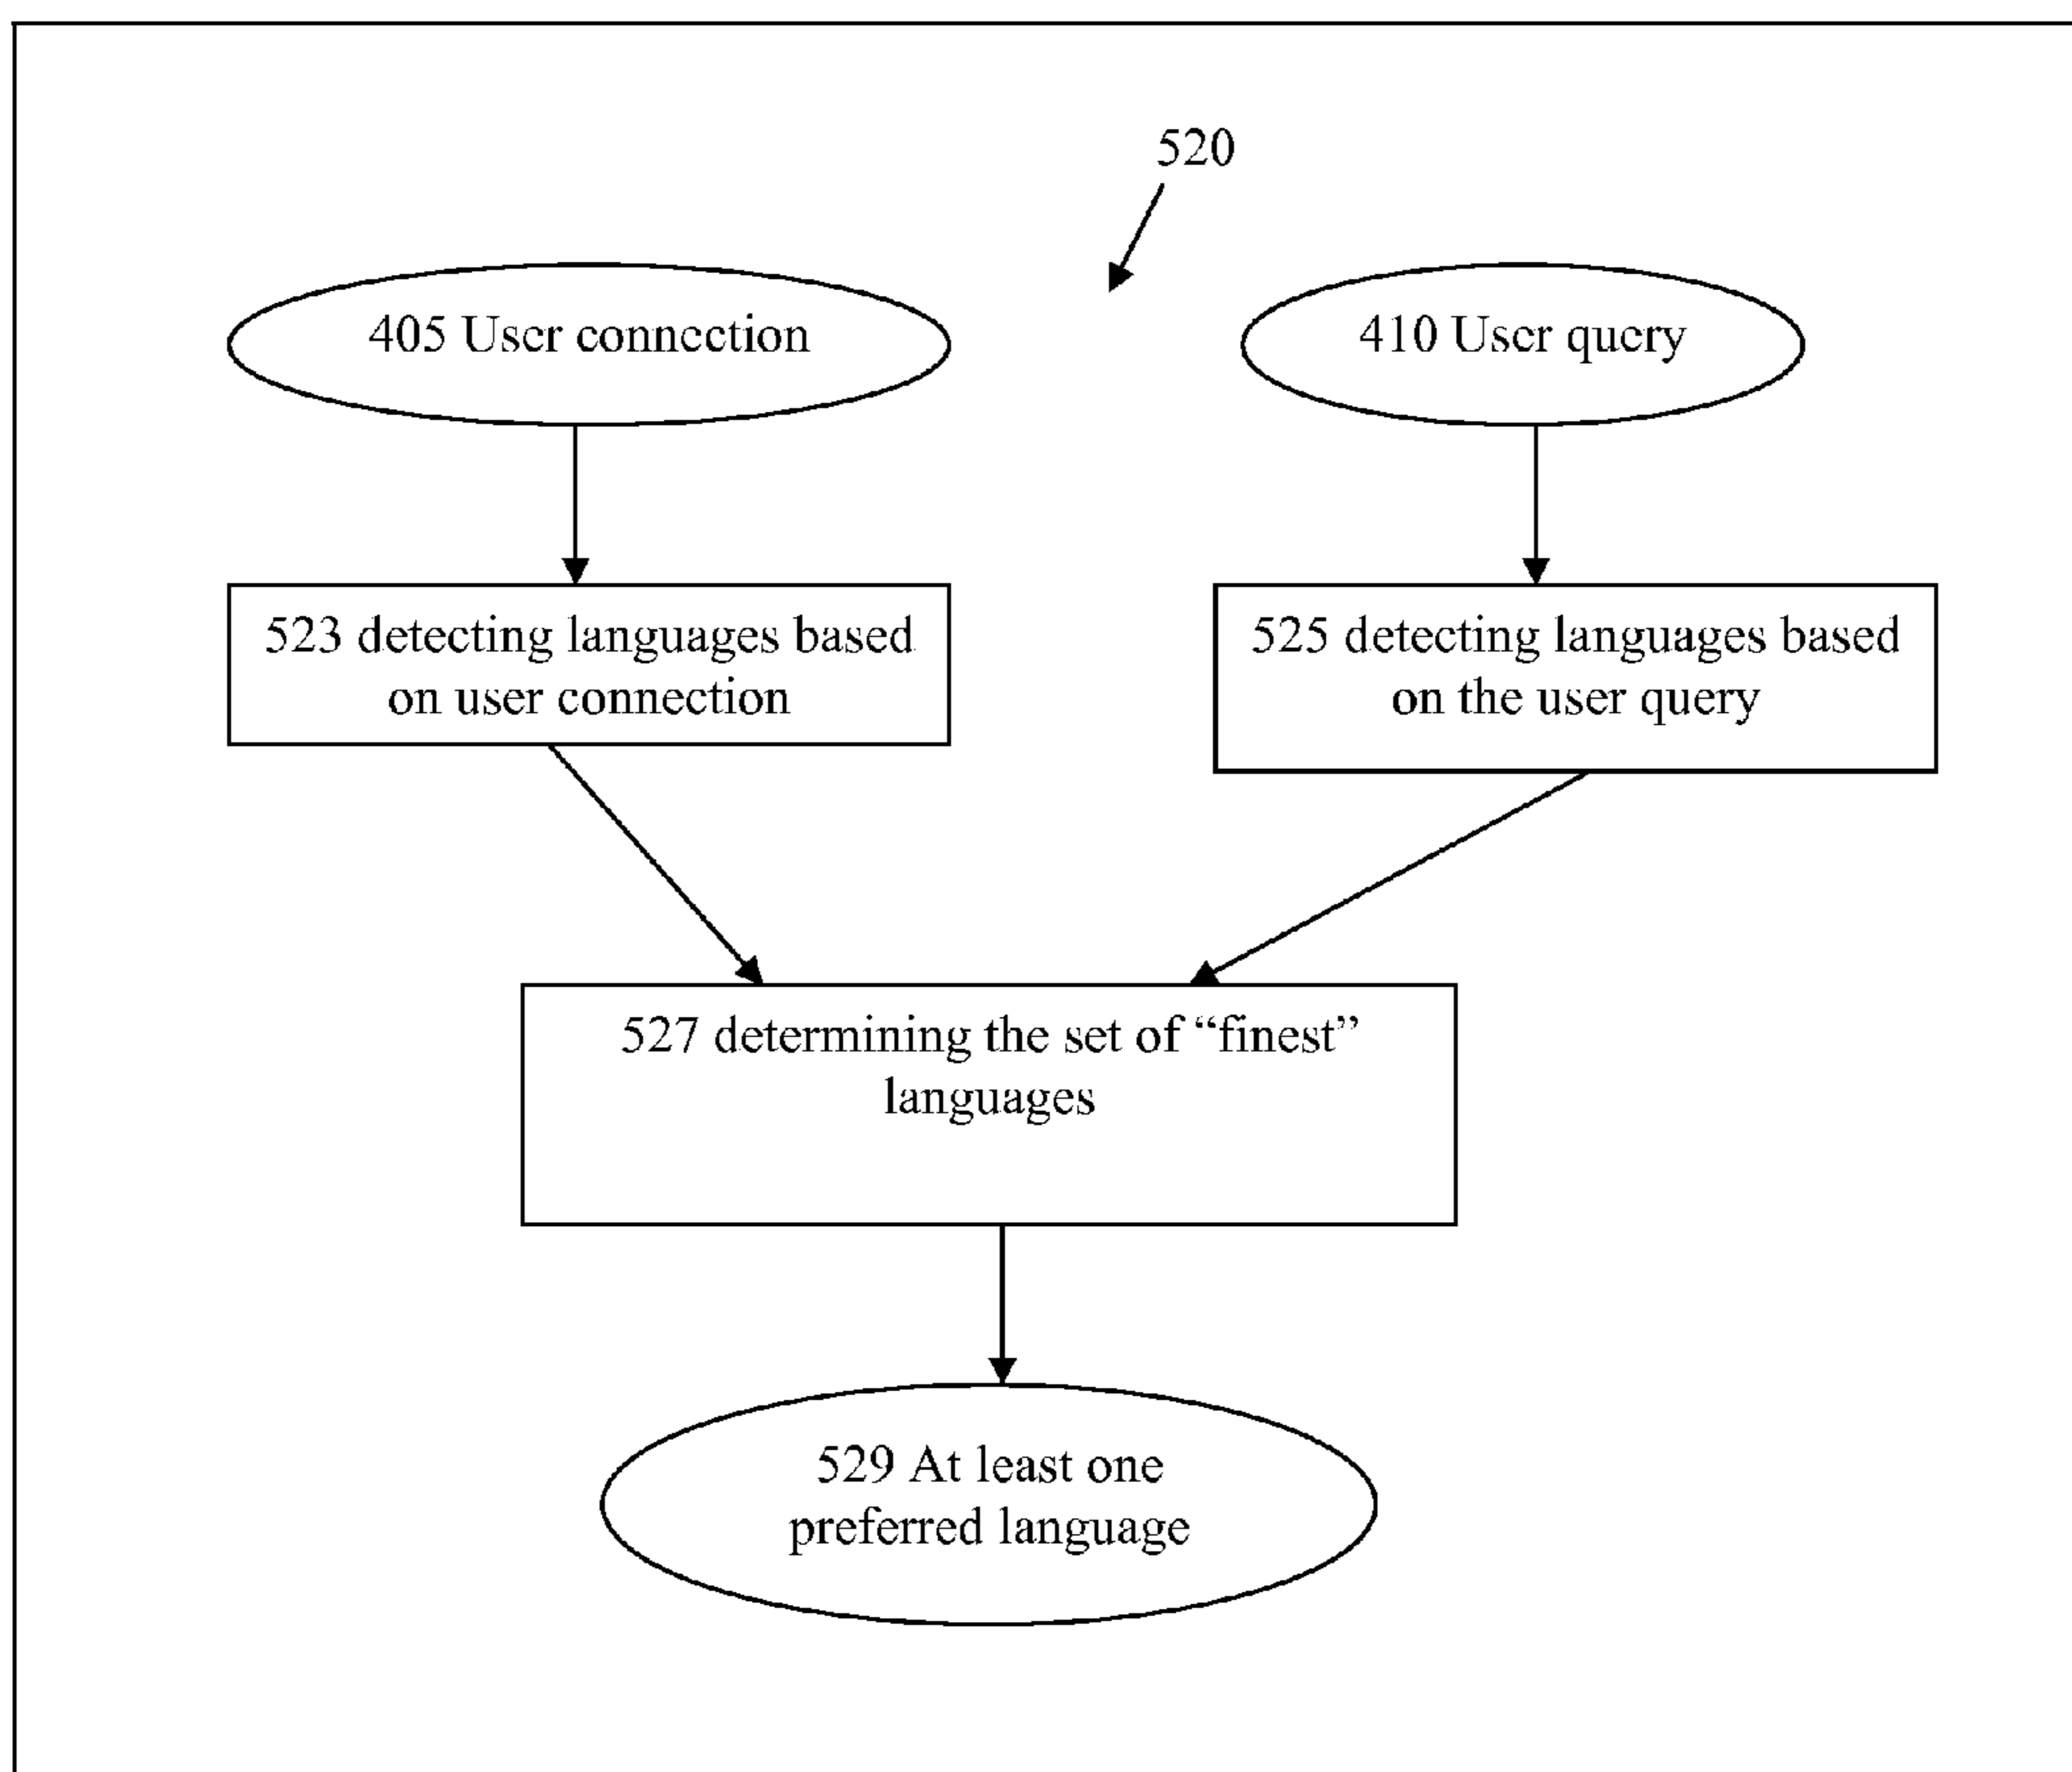 520
405 User connection
410 User query
523 detecting languages based
on user connection
525 detecting languages based
on the user query
527 determining the set of “finest”
languages
529 At least one
preferred language